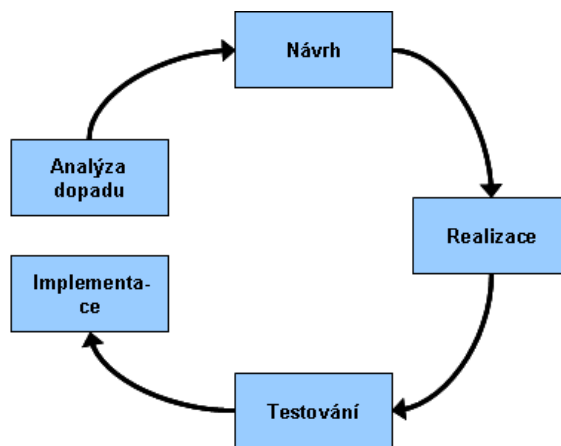 Návrh
Analýza
dopadu
Realizace
Implementa-
ce
Testování